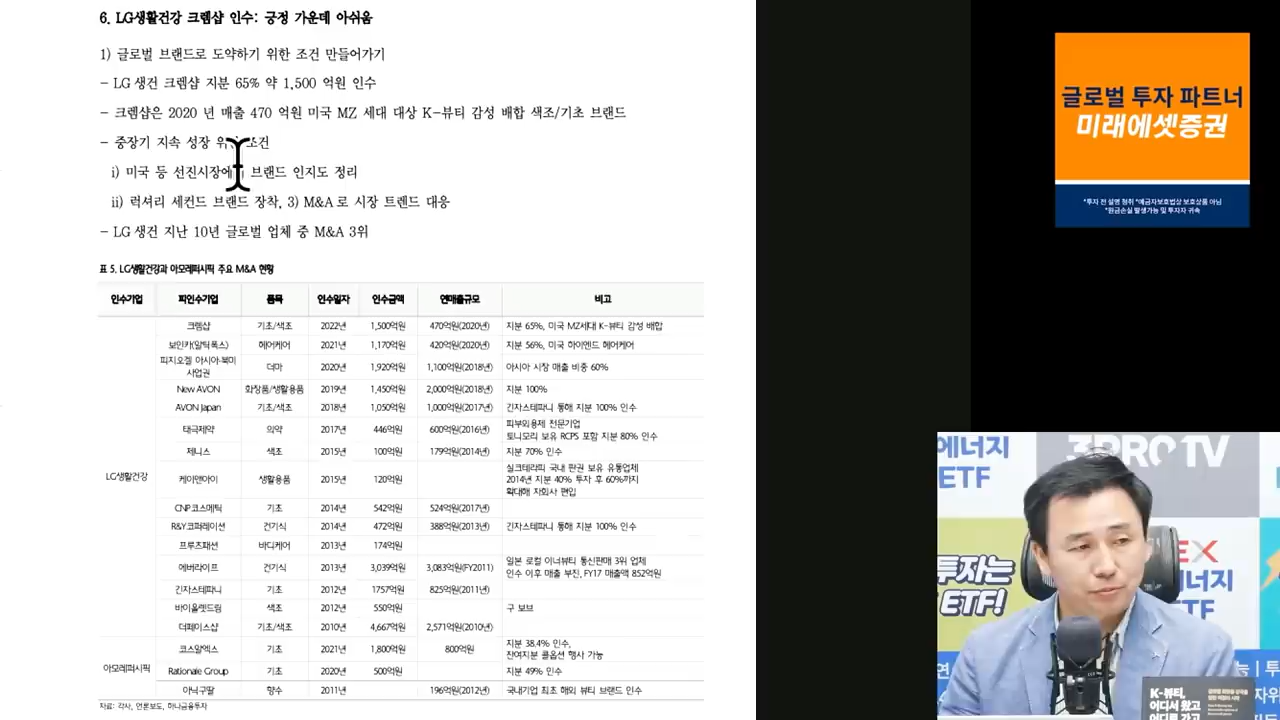 6. LG생활건강 크렘샵 인수: 긍정 가운데 아쉬움
1) 글로벌 브랜드로 도약하기 위한 조건 만들어가기
- LG 생건 크렘샵 지분 65% 약 1,500 억원 인수
- 크렘샵은 2020 년 매출 470 억원 미국 MZ 세대 대상 K-뷰티 감성 배합 색조/기초 브랜드
- 중장기 지속 성장 조건
i) 미국 등 선진시장에 브랜드 인지도 정리
ii) 럭셔리 세컨드 브랜드 장착, 3) M&A 로 시장 트렌드 대응
- LG 생건 지난 10년 글로벌 업체 중 M&A 3위
표 5. LG생활건강과 아모레퍼시픽 주요 M&A 현황
인수기업 피인수기업 품목 인수일자 인수금액 연매출규모 비고
LG생활건강
크렘샵 기초/색조 2022년 1,500억원 470억원(2020년) 지분 65%, 미국 MZ세대 K-뷰티 감성 배합
보인카(알틱폭스) 헤어케어 2021년 1,170억원 420억원(2020년) 지분 56%, 미국 하이엔드 헤어케어
피지오겔 아시아·북미 사업권 더마 2020년 1,920억원 1,100억원(2018년) 아시아 시장 매출 비중 60%
New AVON 화장품/생활용품 2019년 1,450억원 2,000억원(2018년) 지분 100%
AVON Japan 기초/색조 2018년 1,050억원 1,000억원(2017년) 긴자스테파니 통해 지분 100% 인수
태극제약 의약 2017년 446억원 600억원(2016년) 피부외용제 전문기업
토니모리 보유 RCPS 포함 지분 80% 인수
제니스 색조 2015년 100억원 179억원(2014년) 지분 70% 인수
케이앤아이 생활용품 2015년 120억원 실크테라피 국내 판권 보유 유통업체
2014년 지분 40% 투자 후 60%까지
확대해 자회사 편입
CNP코스메틱 기초 2014년 542억원 524억원(2017년)
R&Y코퍼레이션 건기식 2014년 472억원 388억원(2013년) 긴자스테파니 통해 지분 100% 인수
프루츠패션 바디케어 2013년 174억원
에버라이프 건기식 2013년 3,039억원 3,083억원(FY2011) 일본 로컬 이너뷰티 통신판매 3위 업체
인수 이후 매출 부진, FY17 매출액 852억원
긴자스테파니 기초 2012년 1757억원 825억원(2011년)
바이올렛드림 색조 2012년 550억원 구 보브
더페이스샵 기초/색조 2010년 4,667억원 2,571억원(2010년)
아모레퍼시픽
코스알엑스 기초 2021년 1,800억원 800억원 지분 38.4% 인수,
잔여지분 콜옵션 행사 가능
Rationale Group 기초 2020년 500억원 지분 49% 인수
아닉구딸 향수 2011년 196억원(2012년) 국내기업 최초 해외 뷰티 브랜드 인수
자료: 각사, 언론보도, 하나금융투자
글로벌 투자 파트너
미래에셋증권
*투자 전 설명 청취 *예금자보호법상 보호상품 아님
*원금손실 발생가능 및 투자자 귀속
에너지
ETF
3PRO TV
투자는
ETF!
EX
너지
TF
K-뷰티,
어디서 왔고